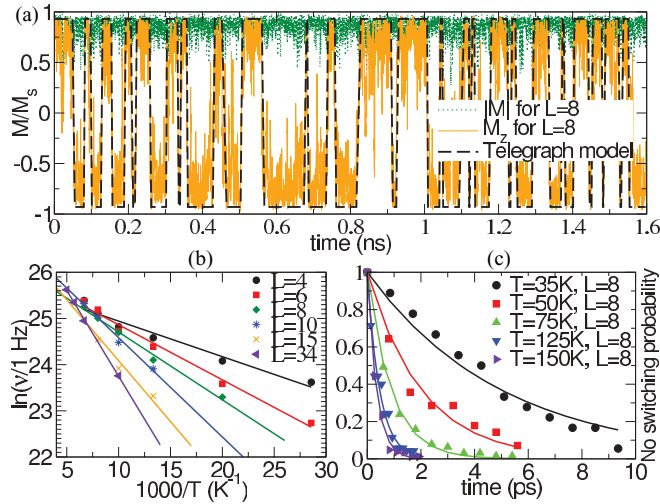 (a)
M/M_s
1
0.5
0
-0.5
-1
|M| for L=8
M_z for L=8
Telegraph model
0 0.2 0.4 0.6 0.8 1 1.2 1.4 1.6
time (ns)
(b)
ln(ν/1 Hz)
26
25
24
23
22
L=4
L=6
L=8
L=10
L=15
L=34
5 10 15 20 25 30
1000/T (K⁻¹)
(c)
1
0.8
0.6
0.4
0.2
0
T=35K, L=8
T=50K, L=8
T=75K, L=8
T=125K, L=8
T=150K, L=8
0 2 4 6 8 10
time (ps)
No switching probability